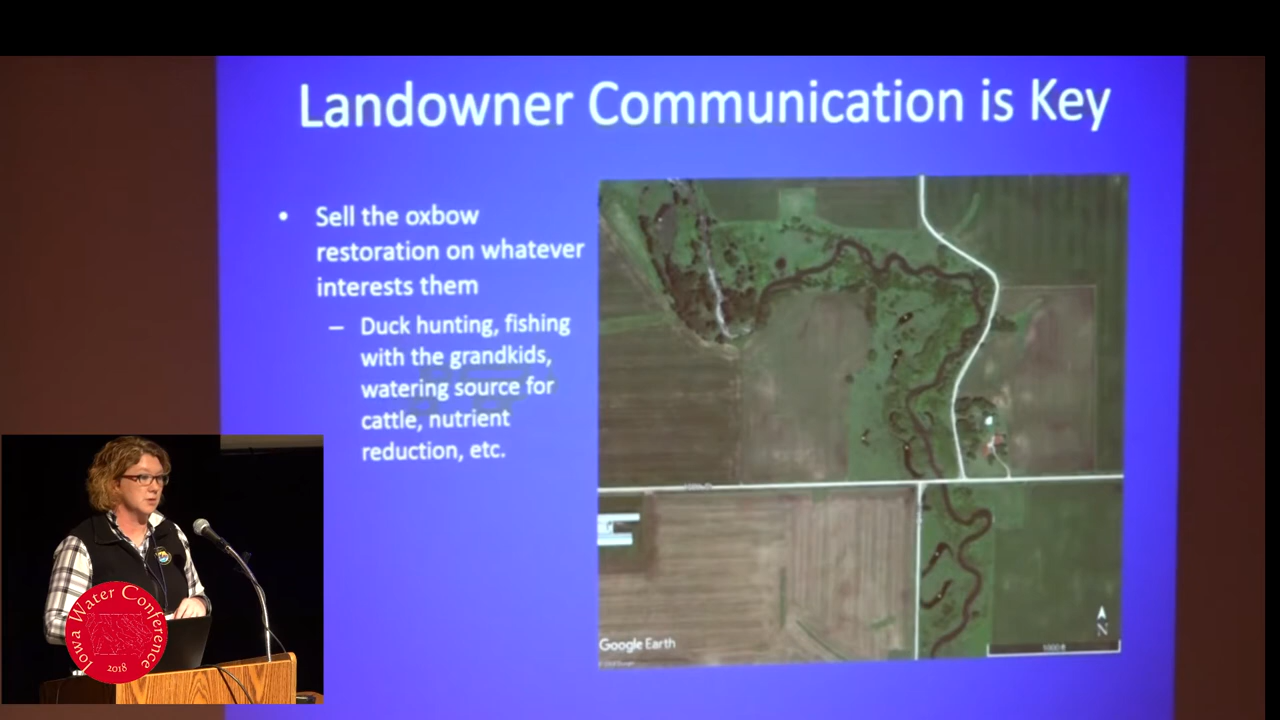 Landowner Communication is Key
• Sell the oxbow
restoration on whatever
interests them
– Duck hunting, fishing
with the grandkids,
watering source for
cattle, nutrient
reduction, etc.
Google Earth
N
Iowa Water Conference
2018